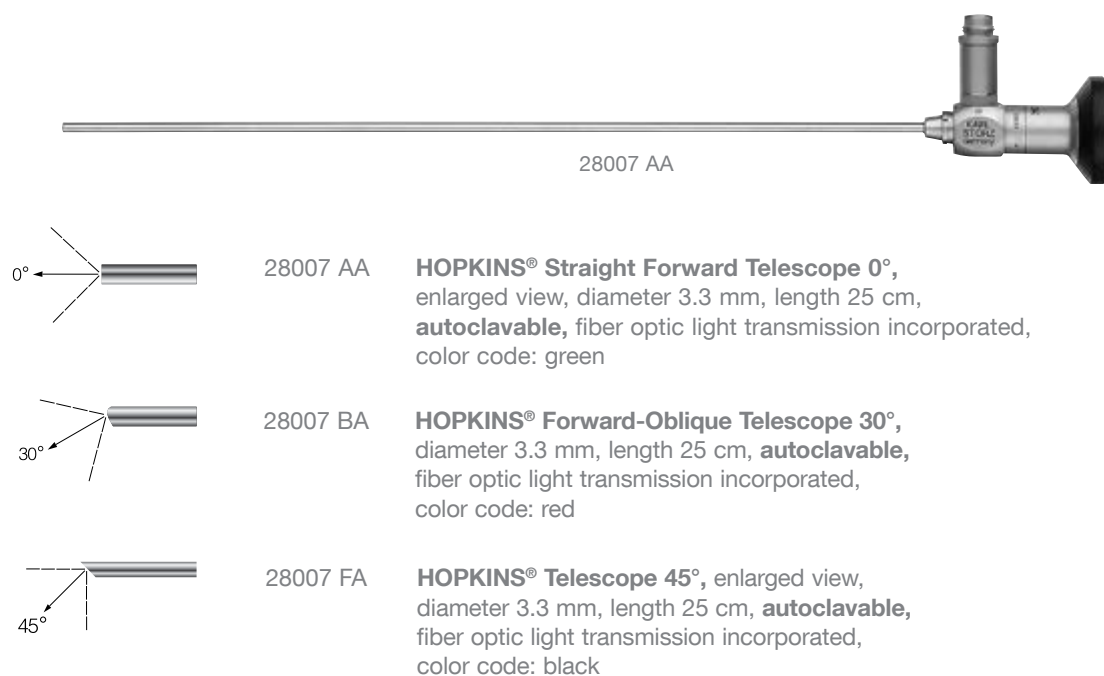 KARL
STORZ
Germany
28007 AA
0°
28007 AA
HOPKINS® Straight Forward Telescope 0°,
enlarged view, diameter 3.3 mm, length 25 cm,
autoclavable, fiber optic light transmission incorporated,
color code: green
30°
28007 BA
HOPKINS® Forward-Oblique Telescope 30°,
diameter 3.3 mm, length 25 cm, autoclavable,
fiber optic light transmission incorporated,
color code: red
45°
28007 FA
HOPKINS® Telescope 45°, enlarged view,
diameter 3.3 mm, length 25 cm, autoclavable,
fiber optic light transmission incorporated,
color code: black